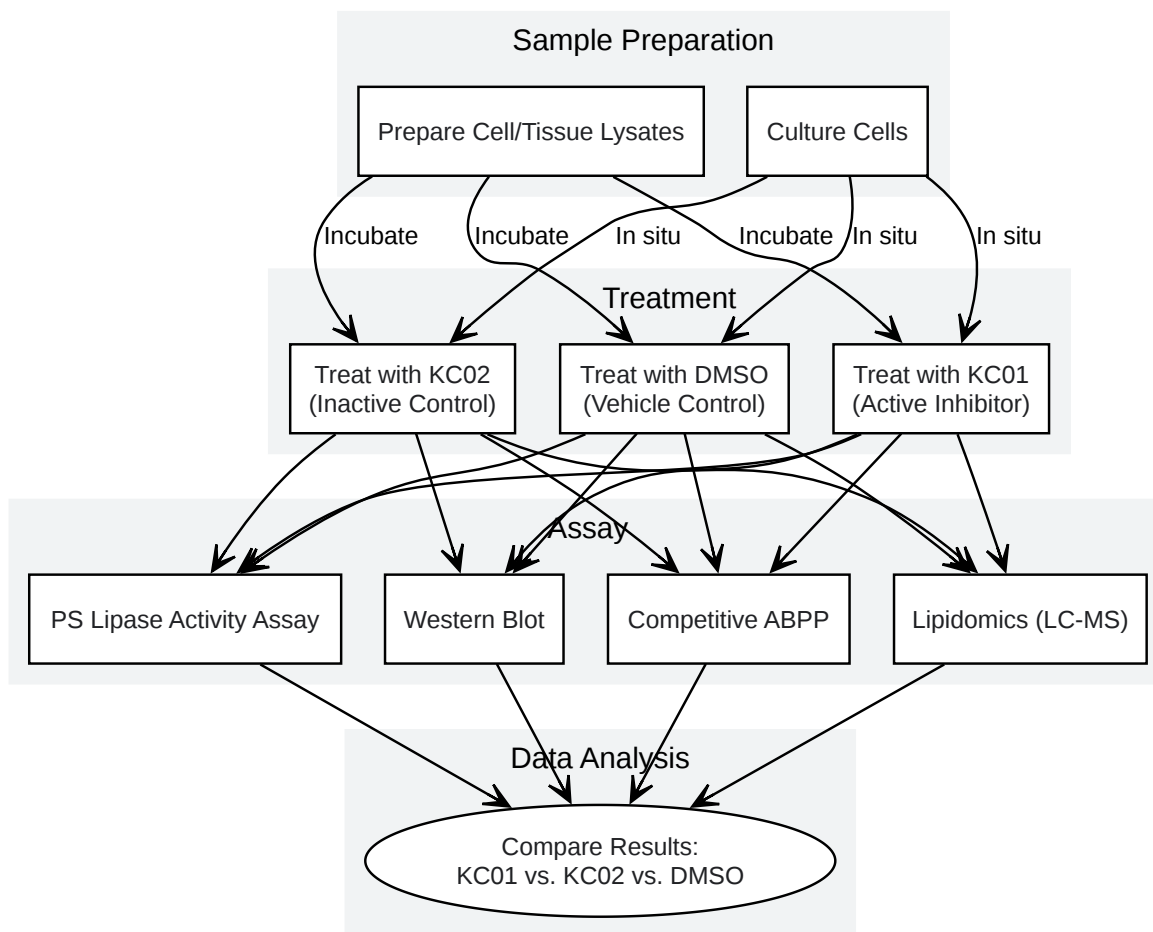 Sample Preparation
Prepare Cell/Tissue Lysates
Culture Cells
Incubate
Incubate
In situ
Incubate
In situ
In situ
Treatment
Treat with KC02
(Inactive Control)
Treat with DMSO
(Vehicle Control)
Treat with KC01
(Active Inhibitor)
Assay
PS Lipase Activity Assay
Western Blot
Competitive ABPP
Lipidomics (LC-MS)
Data Analysis
Compare Results:
KC01 vs. KC02 vs. DMSO